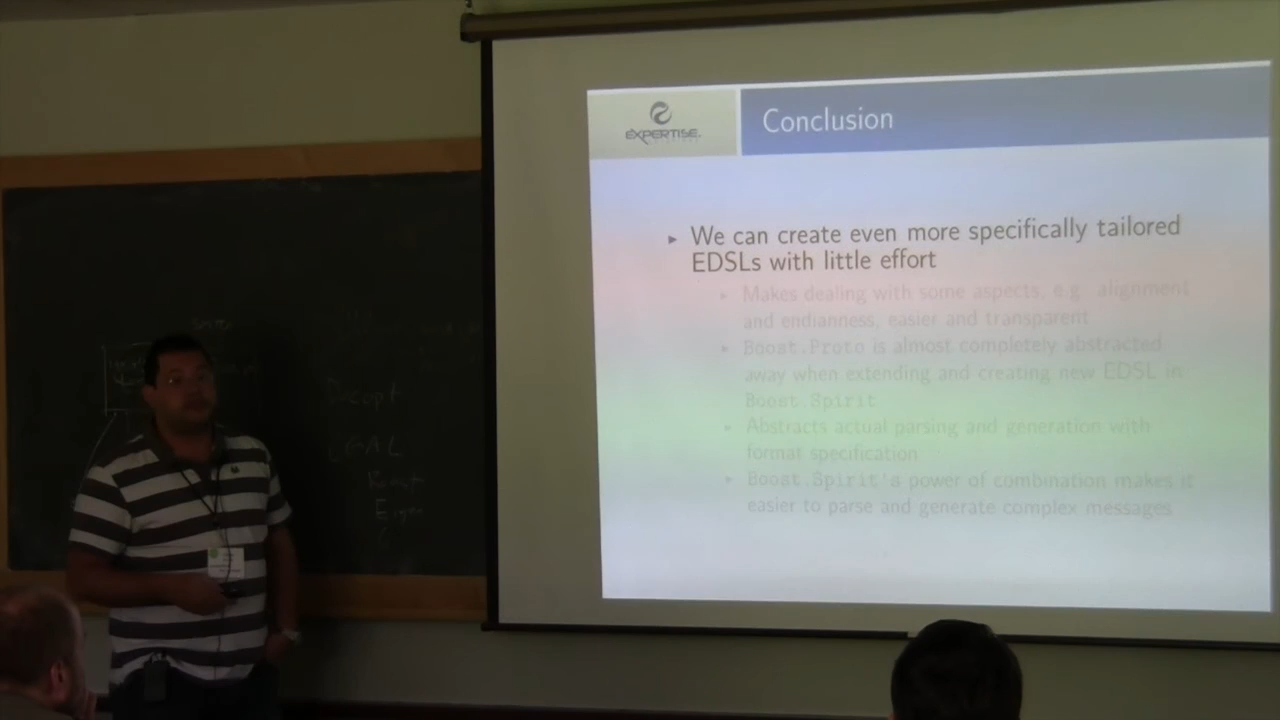 EXPERTISE
Conclusion
▸ We can create even more specifically tailored
EDSLs with little effort
▸ Makes dealing with some aspects, e.g. alignment
and endianness, easier and transparent
▸ Boost.Proto is almost completely abstracted
away when extending and creating new EDSL in
Boost.Spirit
▸ Abstracts actual parsing and generation with
format specification
▸ Boost.Spirit's power of combination makes it
easier to parse and generate complex messages